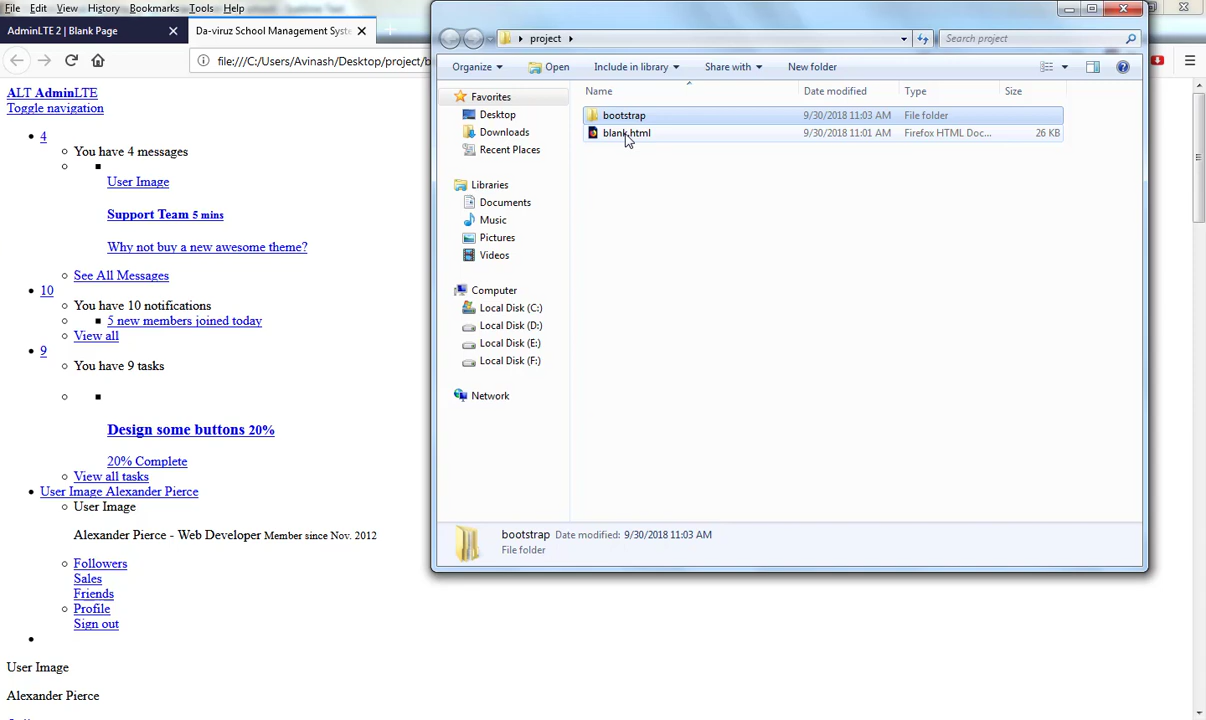 File Edit View History Bookmarks Tools Help
AdminLTE 2 | Blank Page
Da-viruz School Management Syste
file:///C:/Users/Avinash/Desktop/project/b
ALT AdminLTE
Toggle navigation
4
You have 4 messages
User Image
Support Team 5 mins
Why not buy a new awesome theme?
See All Messages
10
You have 10 notifications
5 new members joined today
View all
9
You have 9 tasks
Design some buttons 20%
20% Complete
View all tasks
User Image Alexander Pierce
User Image
Alexander Pierce - Web Developer Member since Nov. 2012
Followers
Sales
Friends
Profile
Sign out
User Image
Alexander Pierce
project
Search project
Organize Open Include in library Share with New folder
Name Date modified Type Size
bootstrap 9/30/2018 11:03 AM File folder
blank.html 9/30/2018 11:01 AM Firefox HTML Doc... 26 KB
Favorites
Desktop
Downloads
Recent Places
Libraries
Documents
Music
Pictures
Videos
Computer
Local Disk (C:)
Local Disk (D:)
Local Disk (E:)
Local Disk (F:)
Network
bootstrap Date modified: 9/30/2018 11:03 AM
File folder